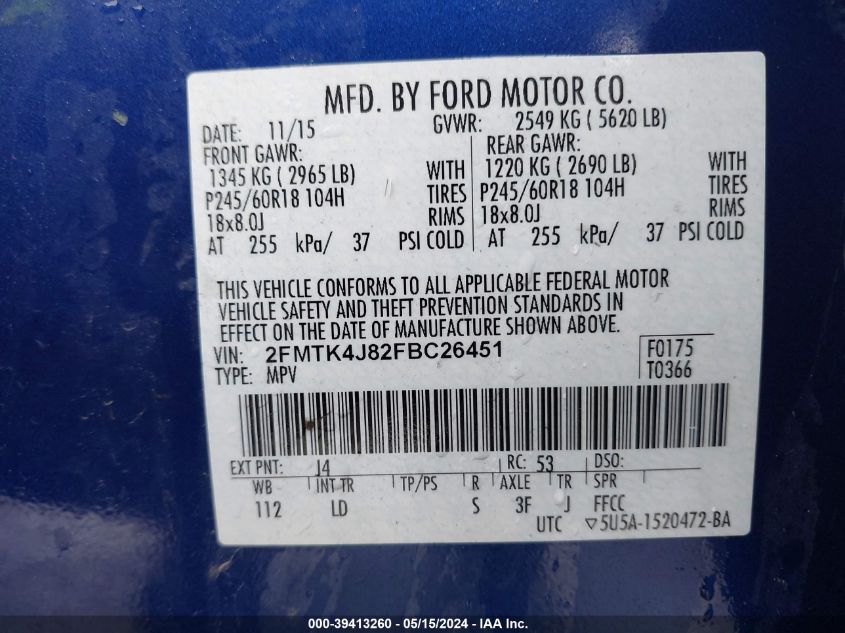 MFD. BY FORD MOTOR CO.
DATE: 11/15 GVWR: 2549 KG ( 5620 LB)
FRONT GAWR: REAR GAWR:
1345 KG ( 2965 LB) WITH 1220 KG ( 2690 LB) WITH
P245/60R18 104H TIRES P245/60R18 104H TIRES
18x8.0J RIMS 18x8.0J RIMS
AT 255 kPa/ 37 PSI COLD AT 255 kPa/ 37 PSI COLD
THIS VEHICLE CONFORMS TO ALL APPLICABLE FEDERAL MOTOR
VEHICLE SAFETY AND THEFT PREVENTION STANDARDS IN
EFFECT ON THE DATE OF MANUFACTURE SHOWN ABOVE.
VIN: 2FMTK4J82FBC26451 F0175
TYPE: MPV T0366
EXT PNT: J4 RC: 53 DSO:
WB INT TR TP/PS R AXLE TR SPR
112 LD S 3F J FFCC
UTC ▽5U5A-1520472-BA
000-39413260 - 05/15/2024 - IAA Inc.